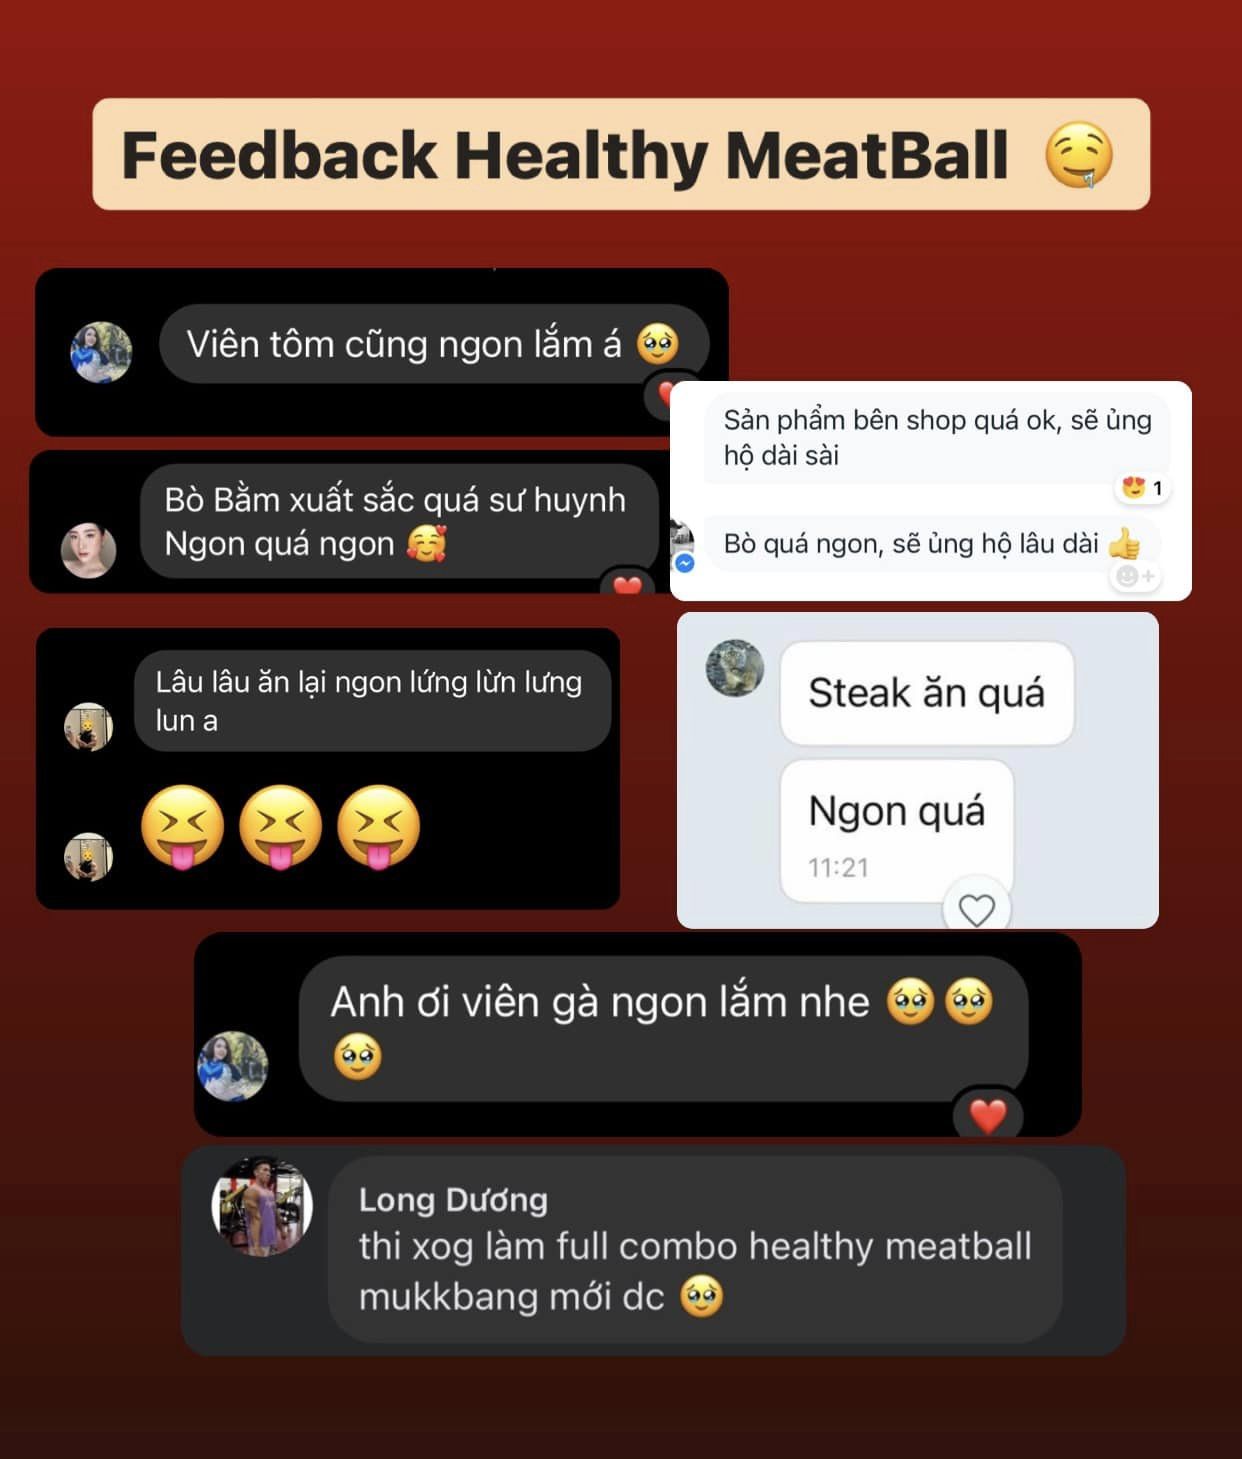 Feedback Healthy MeatBall 🤤
Viên tôm cũng ngon lắm á 🥹
Sản phẩm bên shop quá ok, sẽ ủng
hộ dài sài
😍 1
Bò quá ngon, sẽ ủng hộ lâu dài 👍
Bò Bằm xuất sắc quá sư huynh
Ngon quá ngon 🥰
Lâu lâu ăn lại ngon lứng lừn lưng
lun a
😝😝😝
Steak ăn quá
Ngon quá
11:21
Anh ơi viên gà ngon lắm nhe 🥹🥹
🥹
Long Dương
thi xog làm full combo healthy meatball
mukkbang mới dc 🥹